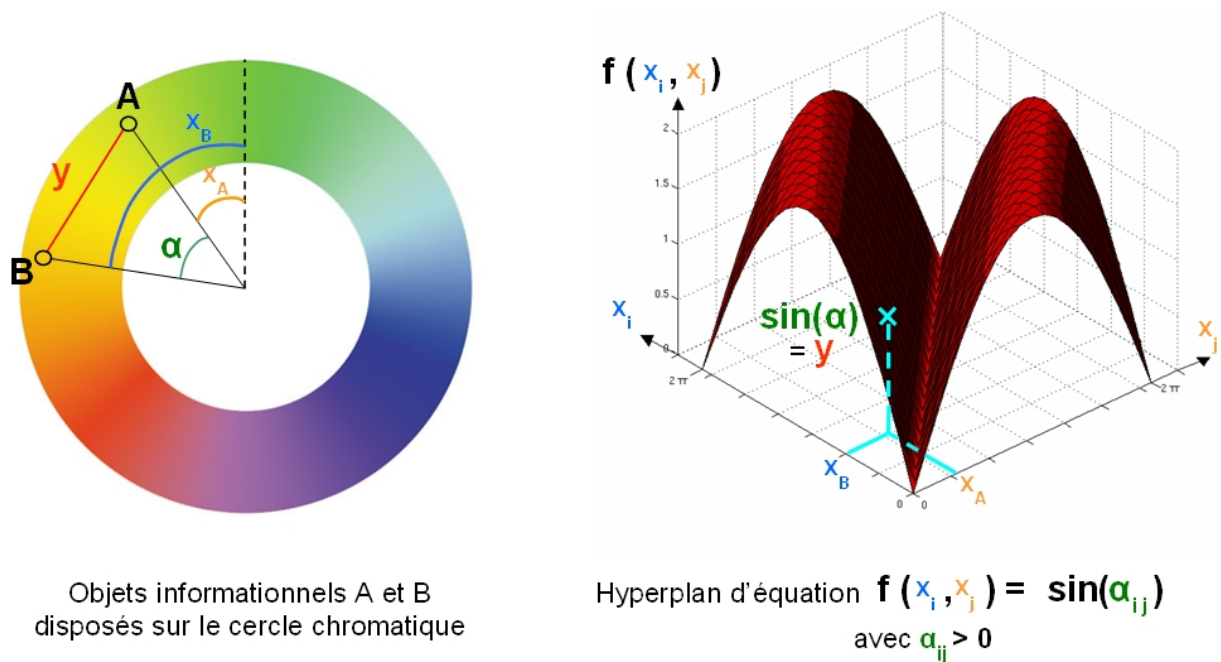 A
x_B
x_A
y
α
B
Objets informationnels A et B
disposés sur le cercle chromatique
f ( x_i , x_j )
2
1.5
1
0.5
0
x_i
sin(α)
= y
x_j
2 π
2 π
x_B
x_A
0 0
Hyperplan d'équation f ( x_i , x_j ) = sin(α_ij)
avec α_ij > 0